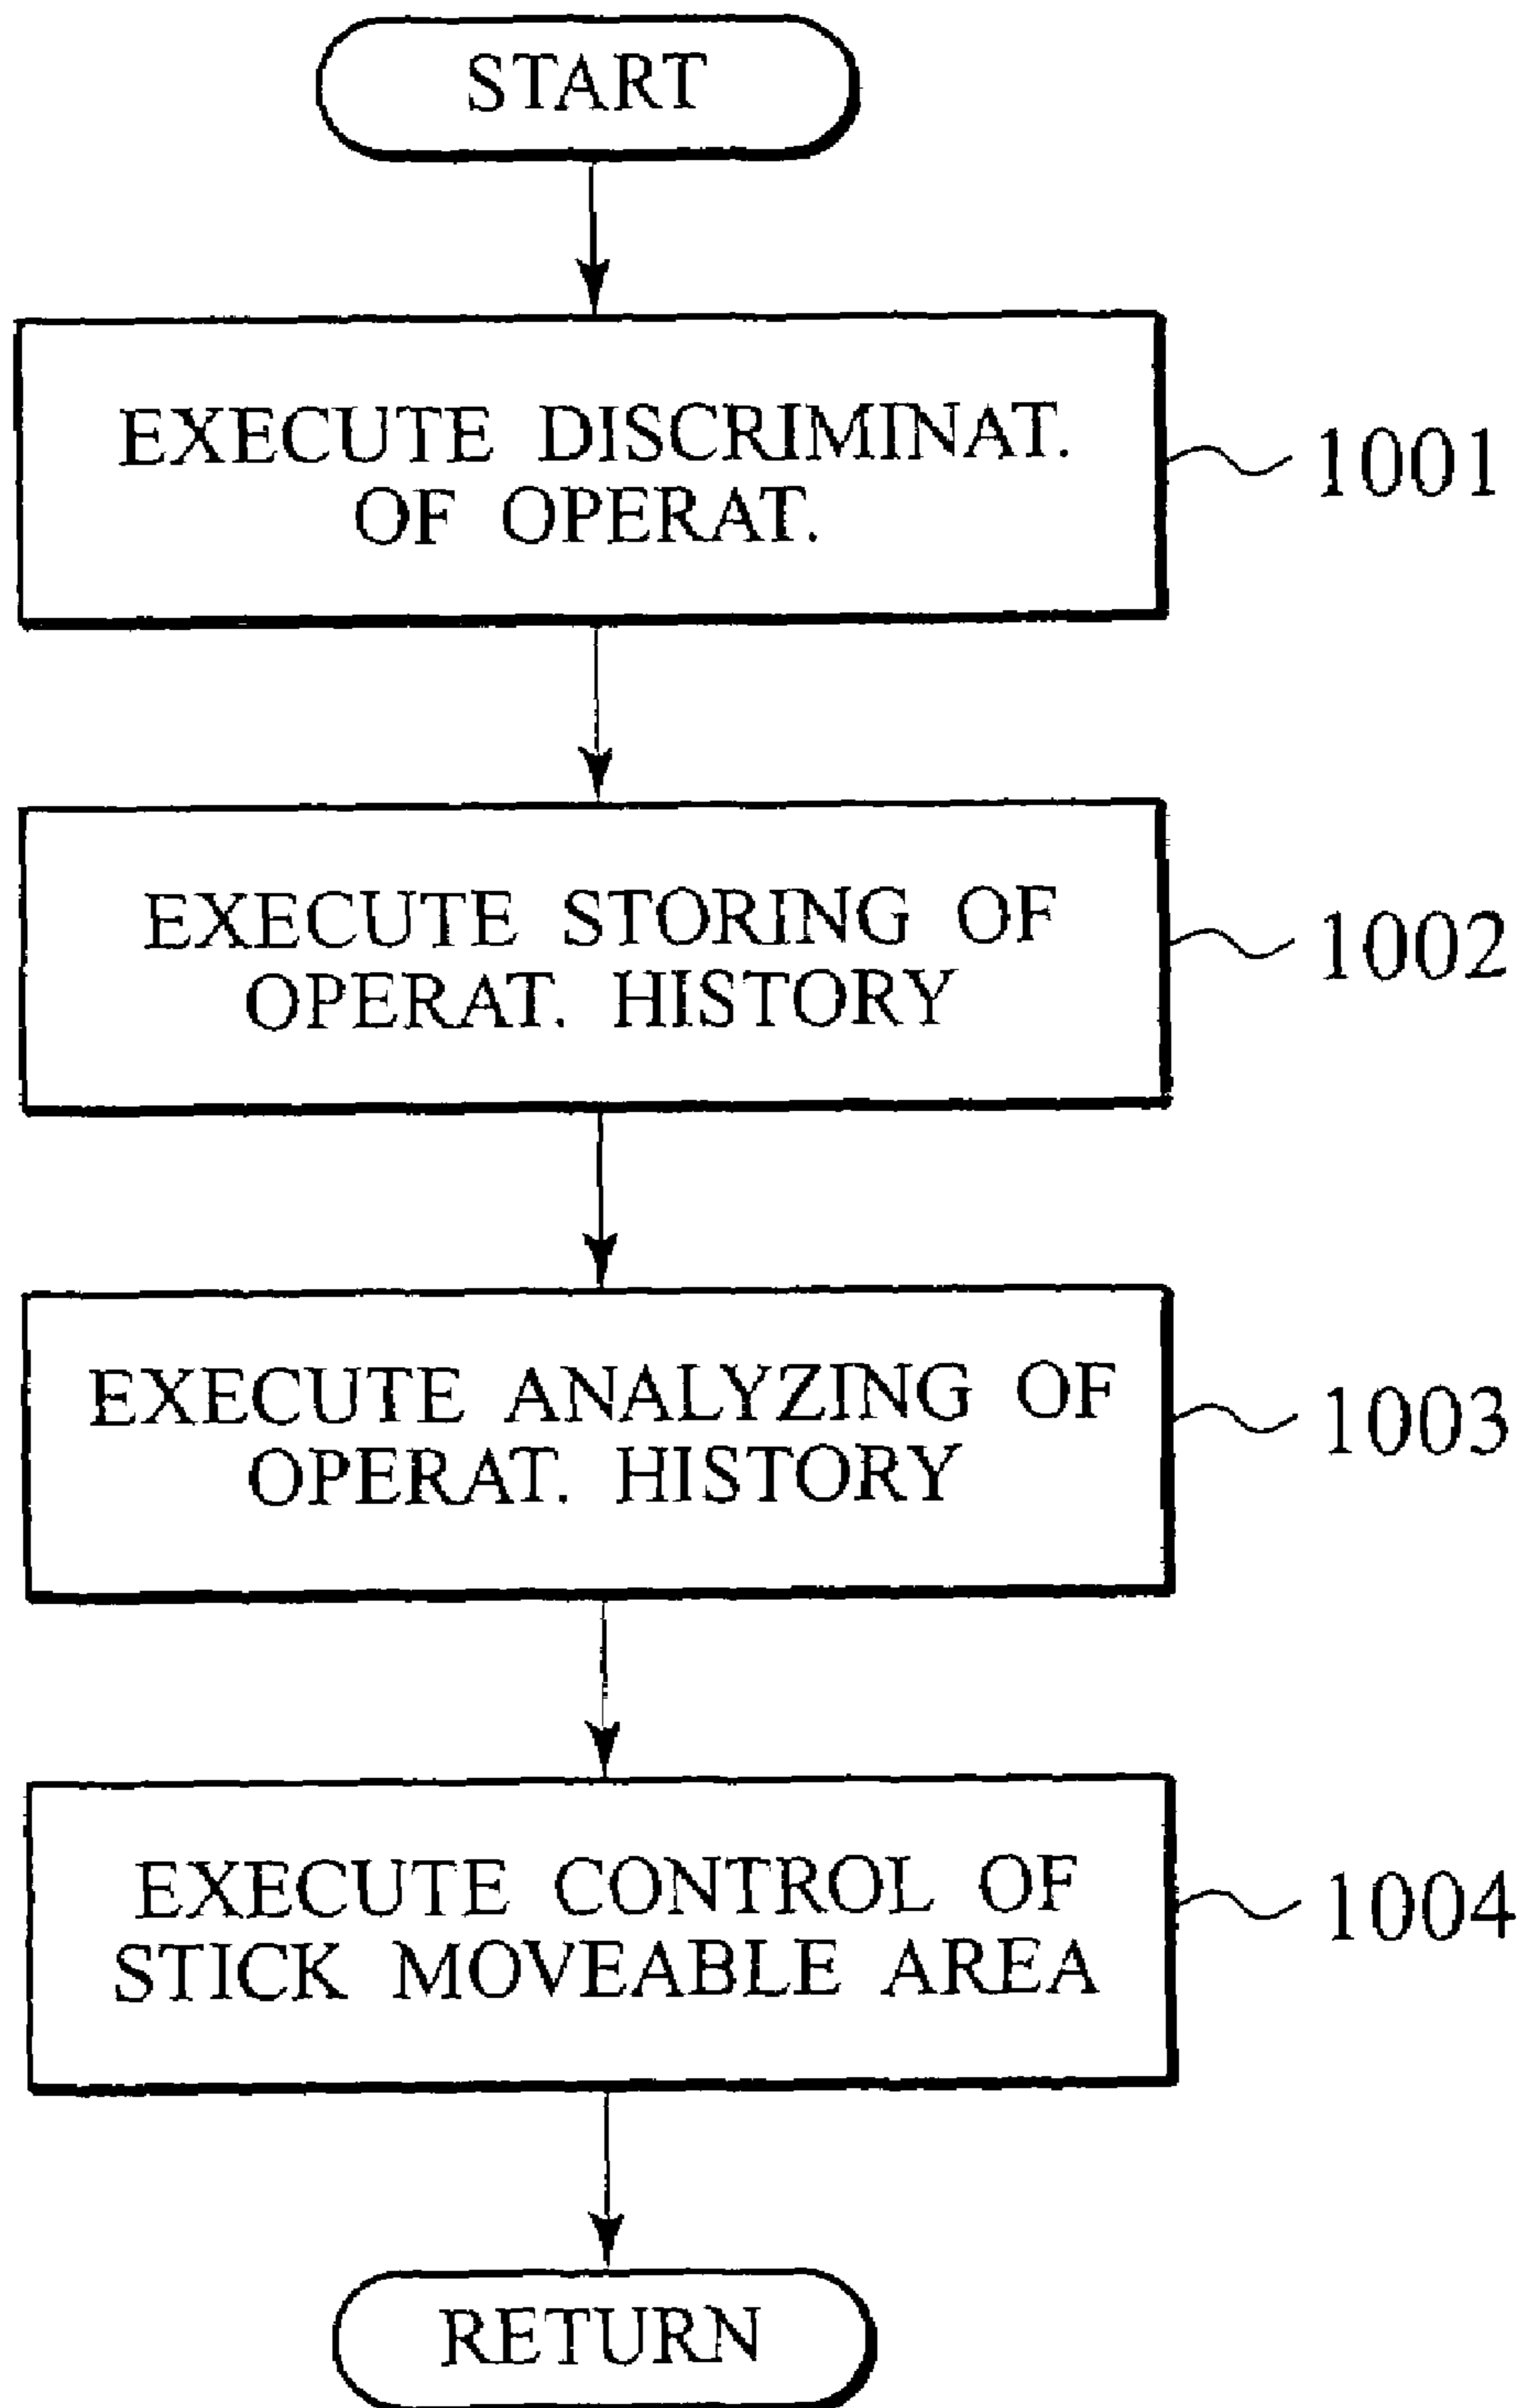 START
EXECUTE DISCRIMINAT.
OF OPERAT.
1001
EXECUTE STORING OF
OPERAT. HISTORY
1002
EXECUTE ANALYZING OF
OPERAT. HISTORY
1003
EXECUTE CONTROL OF
STICK MOVEABLE AREA
1004
RETURN